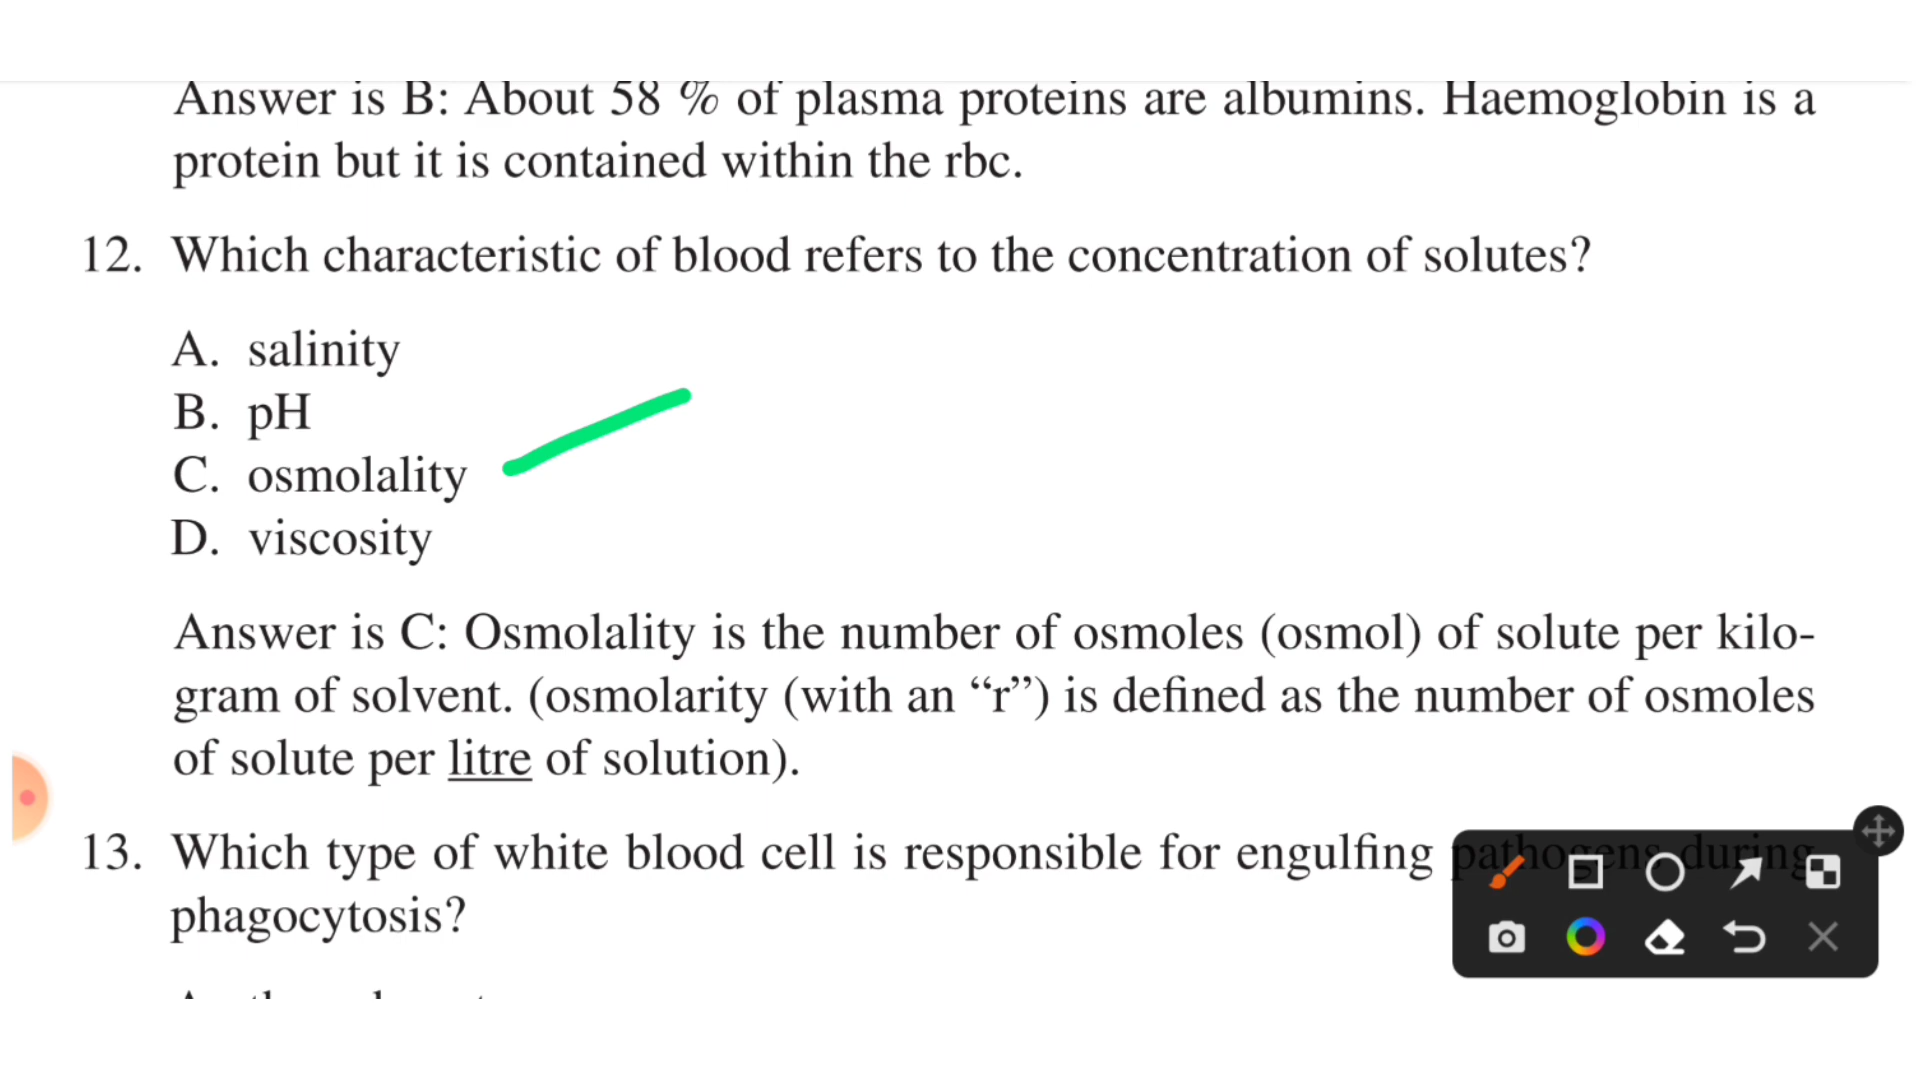 Answer is B: About 58 % of plasma proteins are albumins. Haemoglobin is a
protein but it is contained within the rbc.
12. Which characteristic of blood refers to the concentration of solutes?
A. salinity
B. pH
C. osmolality
D. viscosity
Answer is C: Osmolality is the number of osmoles (osmol) of solute per kilo-
gram of solvent. (osmolarity (with an “r”) is defined as the number of osmoles
of solute per litre of solution).
13. Which type of white blood cell is responsible for engulfing pathogens during
phagocytosis?